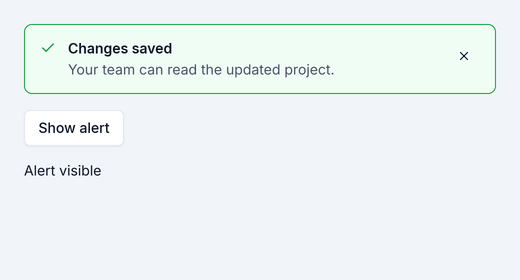 Changes saved
Your team can read the updated project.
Show alert
Alert visible